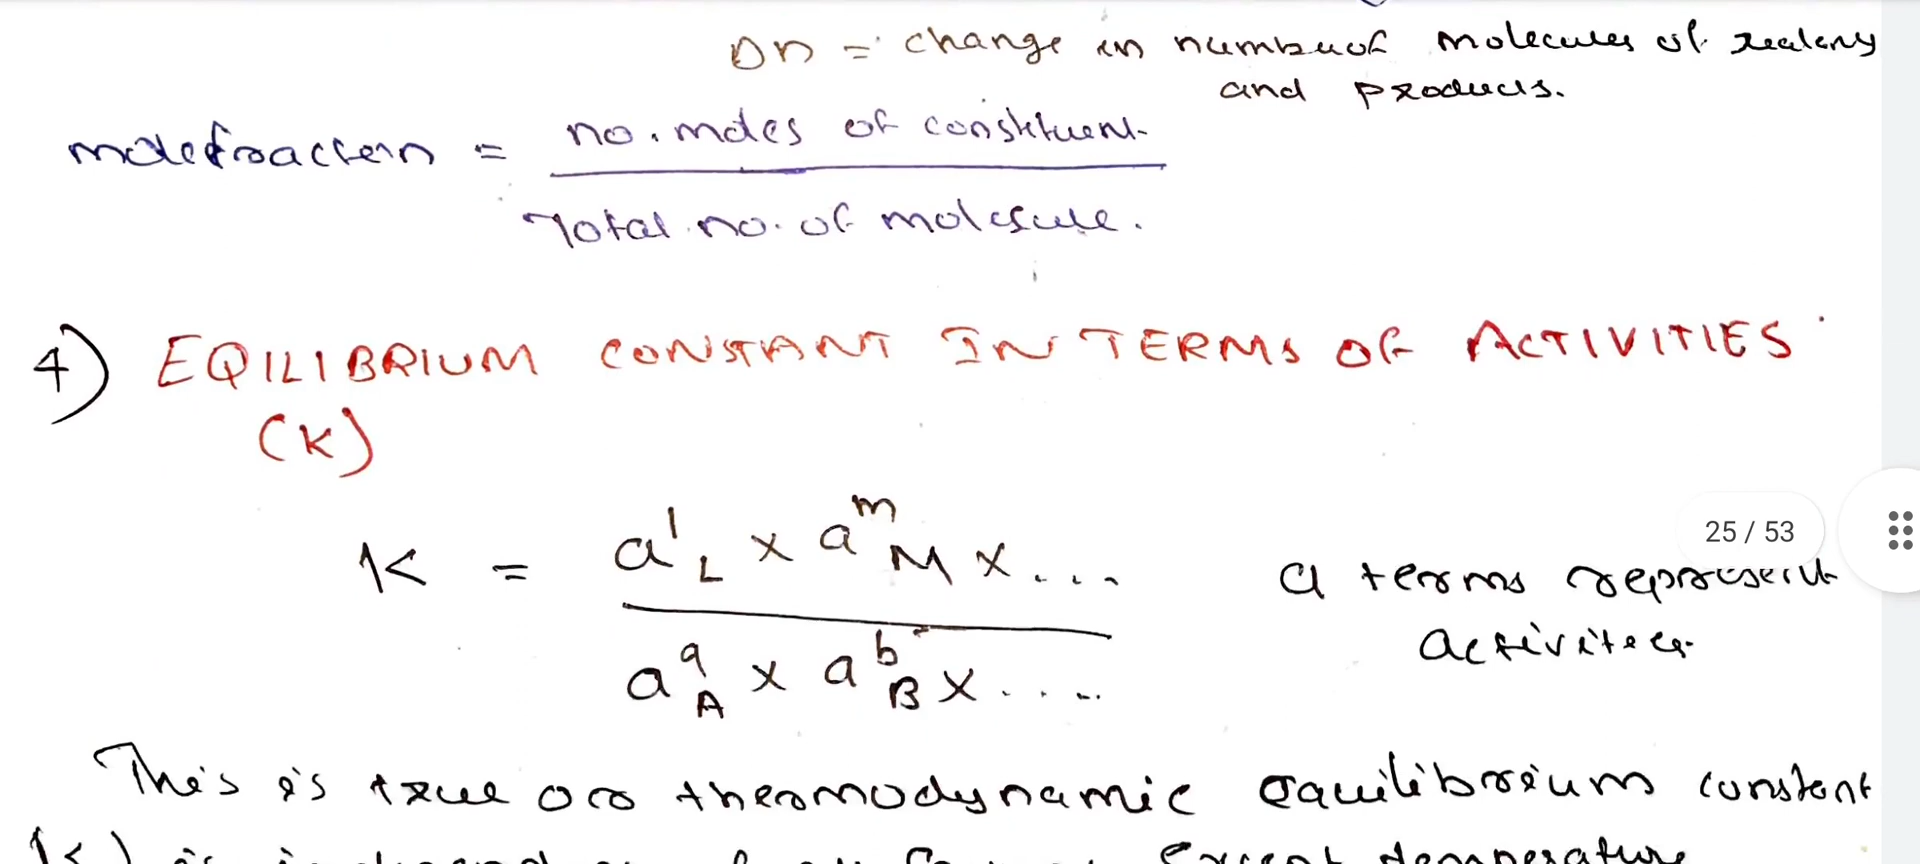 Dn = change in number of molecules of
and products.
molefraction = no. moles of constituent
Total no. of molecule.
4) EQILIBRIUM CONSTANT IN TERMS OF ACTIVITIES
(K)
K = a^l_L x a^m_M x ...
a^a_A x a^b_B x .....
a terms represent
activities.
25 / 53
This is true or thermodynamic equilibrium constant
temperature